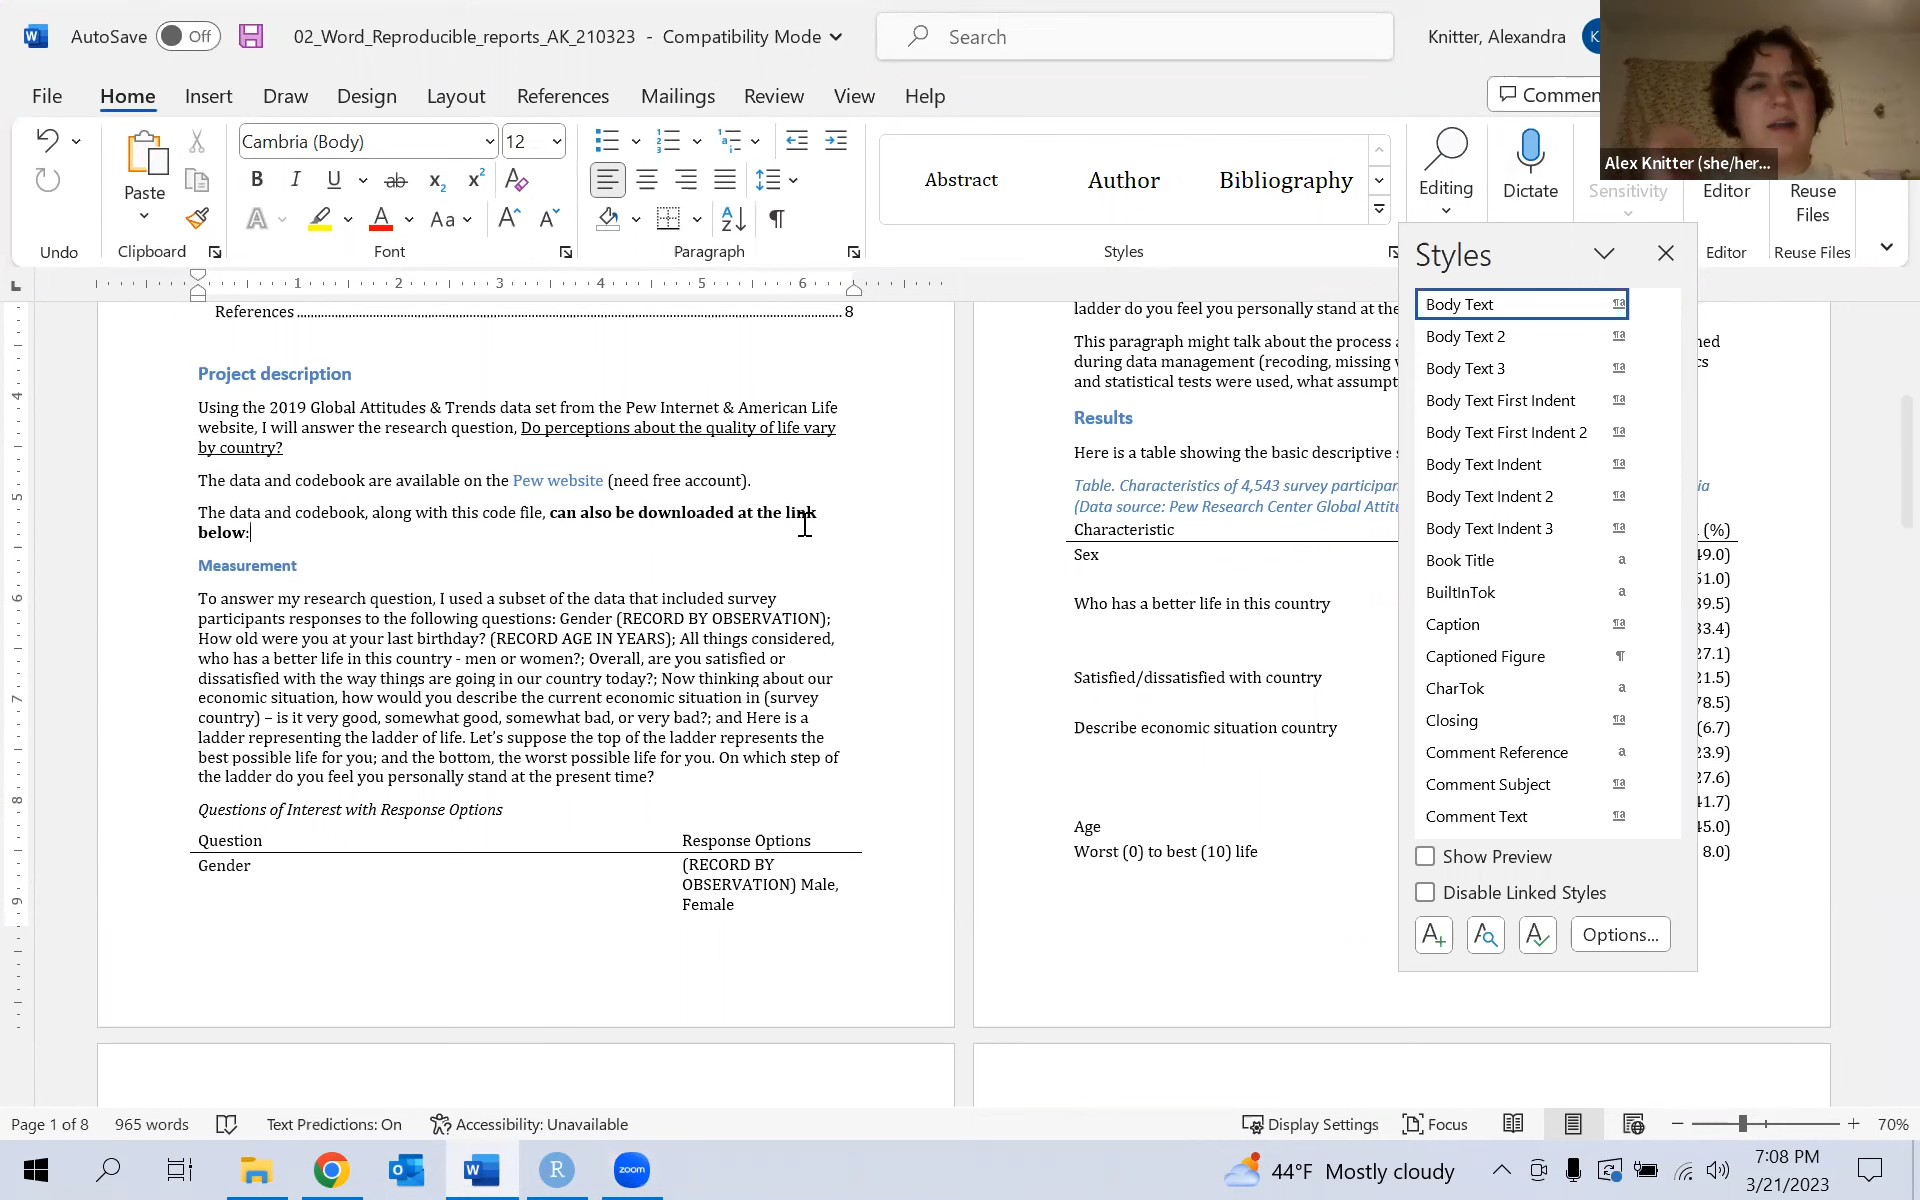 AutoSave Off 02_Word_Reproducible_reports_AK_210323 - Compatibility Mode Search Knitter, Alexandra K
File Home Insert Draw Design Layout References Mailings Review View Help Commen
Alex Knitter (she/her...
Cambria (Body) 12
Paste
Abstract Author Bibliography
Editing Dictate Sensitivity Editor Reuse Files
Undo Clipboard Font Paragraph Styles Editor Reuse Files
1 2 3 4 5 6
References 8
Project description
Using the 2019 Global Attitudes & Trends data set from the Pew Internet & American Life
website, I will answer the research question, Do perceptions about the quality of life vary
by country?
The data and codebook are available on the Pew website (need free account).
The data and codebook, along with this code file, can also be downloaded at the link
below:
Measurement
To answer my research question, I used a subset of the data that included survey
participants responses to the following questions: Gender (RECORD BY OBSERVATION);
How old were you at your last birthday? (RECORD AGE IN YEARS); All things considered,
who has a better life in this country - men or women?; Overall, are you satisfied or
dissatisfied with the way things are going in our country today?; Now thinking about our
economic situation, how would you describe the current economic situation in (survey
country) – is it very good, somewhat good, somewhat bad, or very bad?; and Here is a
ladder representing the ladder of life. Let's suppose the top of the ladder represents the
best possible life for you; and the bottom, the worst possible life for you. On which step of
the ladder do you feel you personally stand at the present time?
Questions of Interest with Response Options
Question Response Options
Gender (RECORD BY
OBSERVATION) Male,
Female
4
5
6
7
8
9
ladder do you feel you personally stand at the
This paragraph might talk about the process
during data management (recoding, missing
and statistical tests were used, what
Results
Here is a table showing the basic descriptive
Table. Characteristics of 4,543 survey
(Data source: Pew Research Center Global
Characteristic (%)
Sex 49.0)
51.0)
Who has a better life in this country 39.5)
33.4)
27.1)
Satisfied/dissatisfied with country 21.5)
78.5)
Describe economic situation country (6.7)
23.9)
27.6)
41.7)
Age 45.0)
Worst (0) to best (10) life 8.0)
Styles
Body Text
Body Text 2
Body Text 3
Body Text First Indent
Body Text First Indent 2
Body Text Indent
Body Text Indent 2
Body Text Indent 3
Book Title
BuiltInTok
Caption
Captioned Figure
CharTok
Closing
Comment Reference
Comment Subject
Comment Text
Show Preview
Disable Linked Styles
Options...
Page 1 of 8 965 words Text Predictions: On Accessibility: Unavailable Display Settings Focus 70%
zoom 44°F Mostly cloudy 7:08 PM
3/21/2023